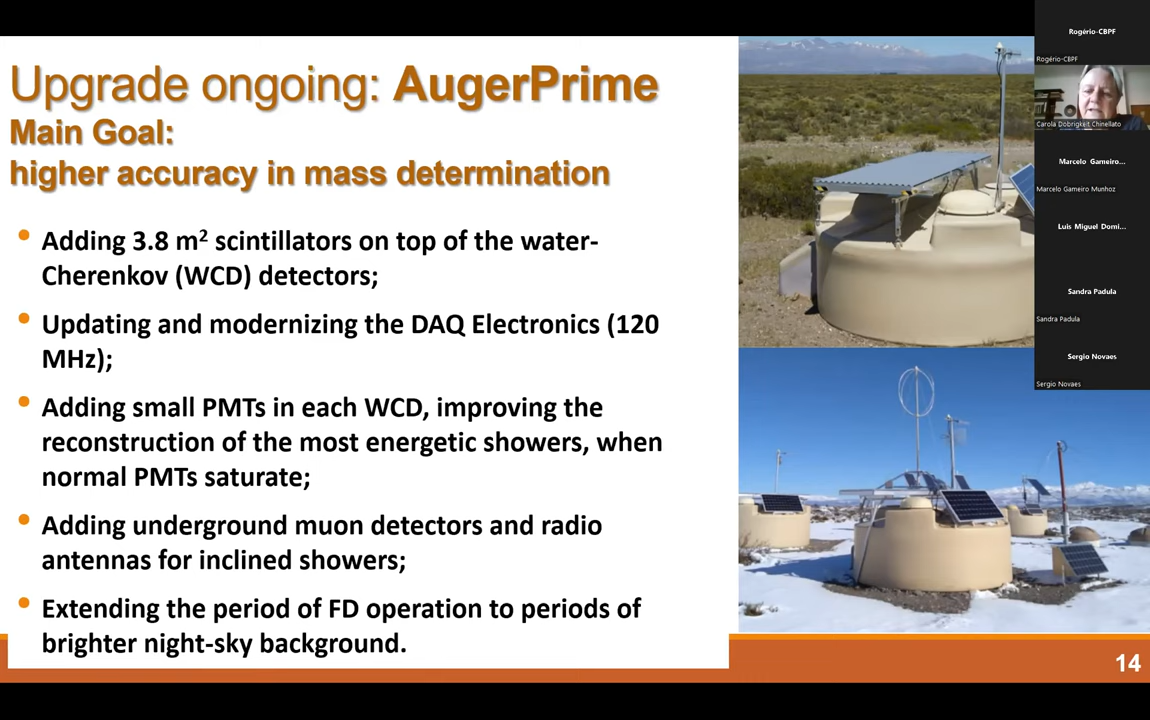 Upgrade ongoing: AugerPrime
Main Goal:
higher accuracy in mass determination
• Adding 3.8 m² scintillators on top of the water-
Cherenkov (WCD) detectors;
• Updating and modernizing the DAQ Electronics (120
MHz);
• Adding small PMTs in each WCD, improving the
reconstruction of the most energetic showers, when
normal PMTs saturate;
• Adding underground muon detectors and radio
antennas for inclined showers;
• Extending the period of FD operation to periods of
brighter night-sky background.
14
Rogério-CBPF
Rogério-CBPF
Carola Dobrigkeit Chinellato
Marcelo Gameiro...
Marcelo Gameiro Munhoz
Luis Miguel Domi...
Sandra Padula
Sandra Padula
Sergio Novaes
Sergio Novaes